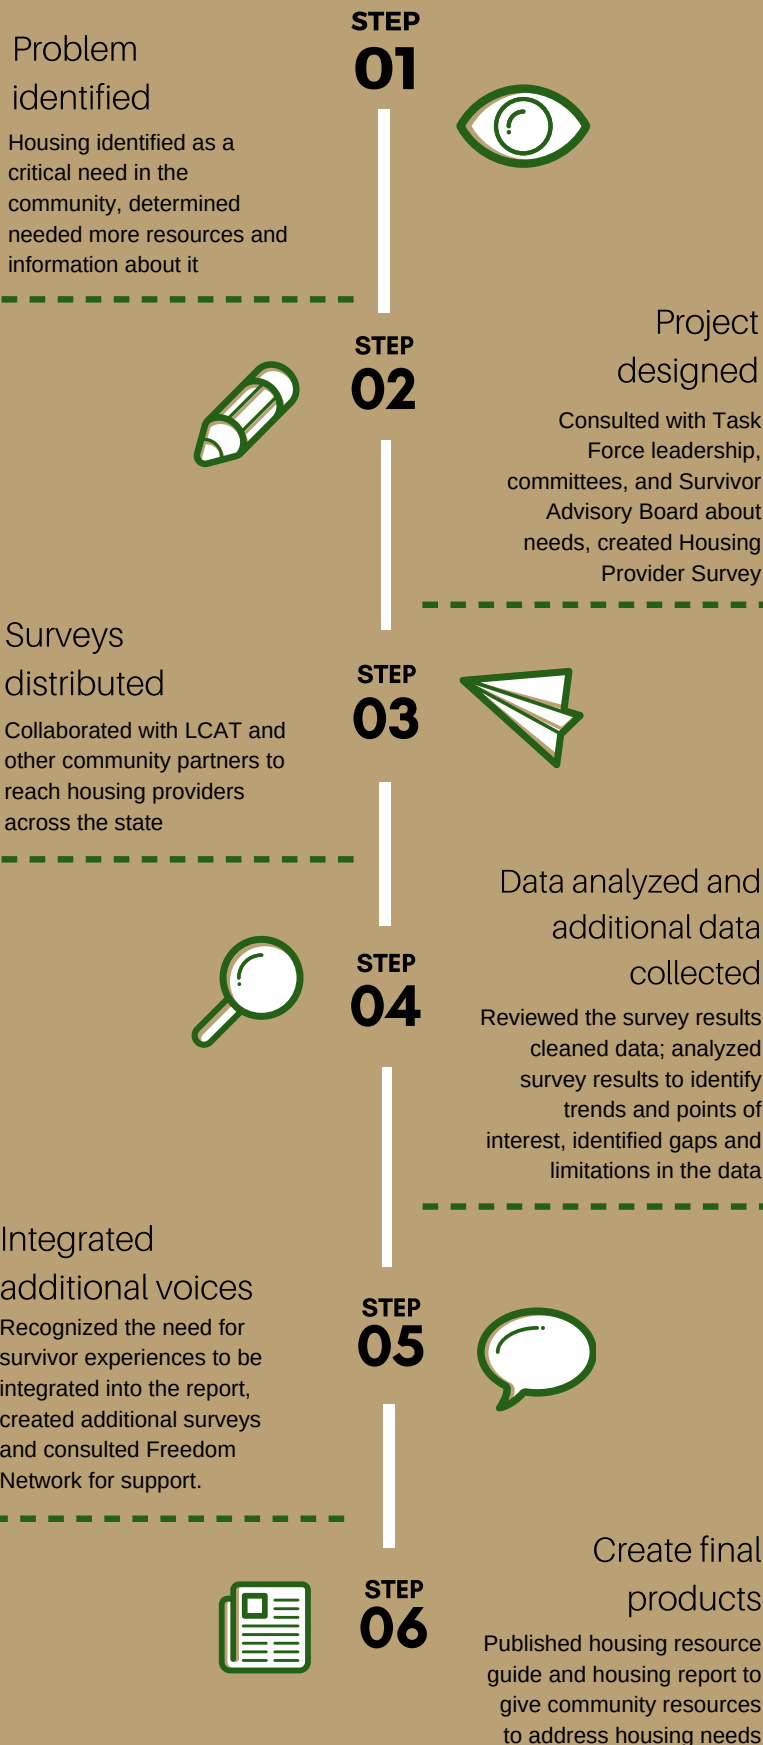 STEP
01
Problem
identified
Housing identified as a
critical need in the
community, determined
needed more resources and
information about it
STEP
02
Project
designed
Consulted with Task
Force leadership,
committees, and Survivor
Advisory Board about
needs, created Housing
Provider Survey
STEP
03
Surveys
distributed
Collaborated with LCAT and
other community partners to
reach housing providers
across the state
STEP
04
Data analyzed and
additional data
collected
Reviewed the survey results
cleaned data; analyzed
survey results to identify
trends and points of
interest, identified gaps and
limitations in the data
STEP
05
Integrated
additional voices
Recognized the need for
survivor experiences to be
integrated into the report,
created additional surveys
and consulted Freedom
Network for support.
STEP
06
Create final
products
Published housing resource
guide and housing report to
give community resources
to address housing needs